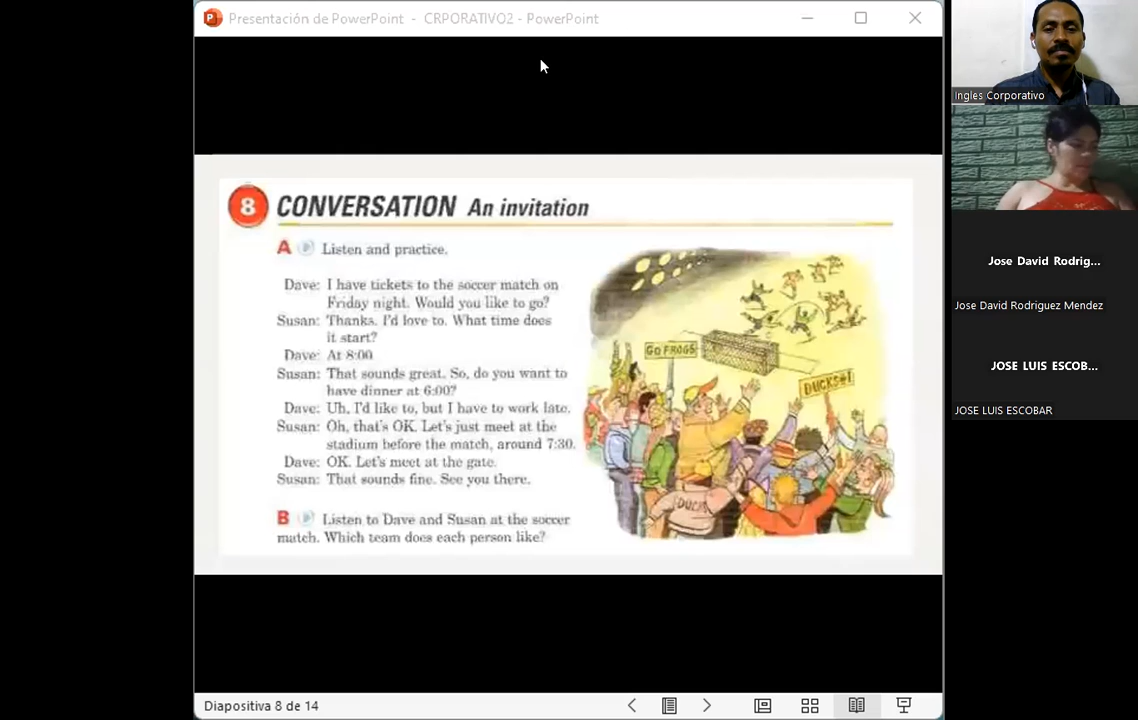 Presentación de PowerPoint - CRPORATIVO2 - PowerPoint
8 CONVERSATION An invitation
A Listen and practice.
Dave: I have tickets to the soccer match on
Friday night. Would you like to go?
Susan: Thanks. I'd love to. What time does
it start?
Dave: At 8:00
Susan: That sounds great. So, do you want to
have dinner at 6:00?
Dave: Uh, I'd like to, but I have to work late.
Susan: Oh, that's OK. Let's just meet at the
stadium before the match, around 7:30.
Dave: OK. Let's meet at the gate.
Susan: That sounds fine. See you there.
B Listen to Dave and Susan at the soccer
match. Which team does each person like?
GO FROGS
DUCKS#1
DUCKS
Diapositiva 8 de 14
Ingles Corporativo
Jose David Rodrig...
Jose David Rodriguez Mendez
JOSE LUIS ESCOB...
JOSE LUIS ESCOBAR